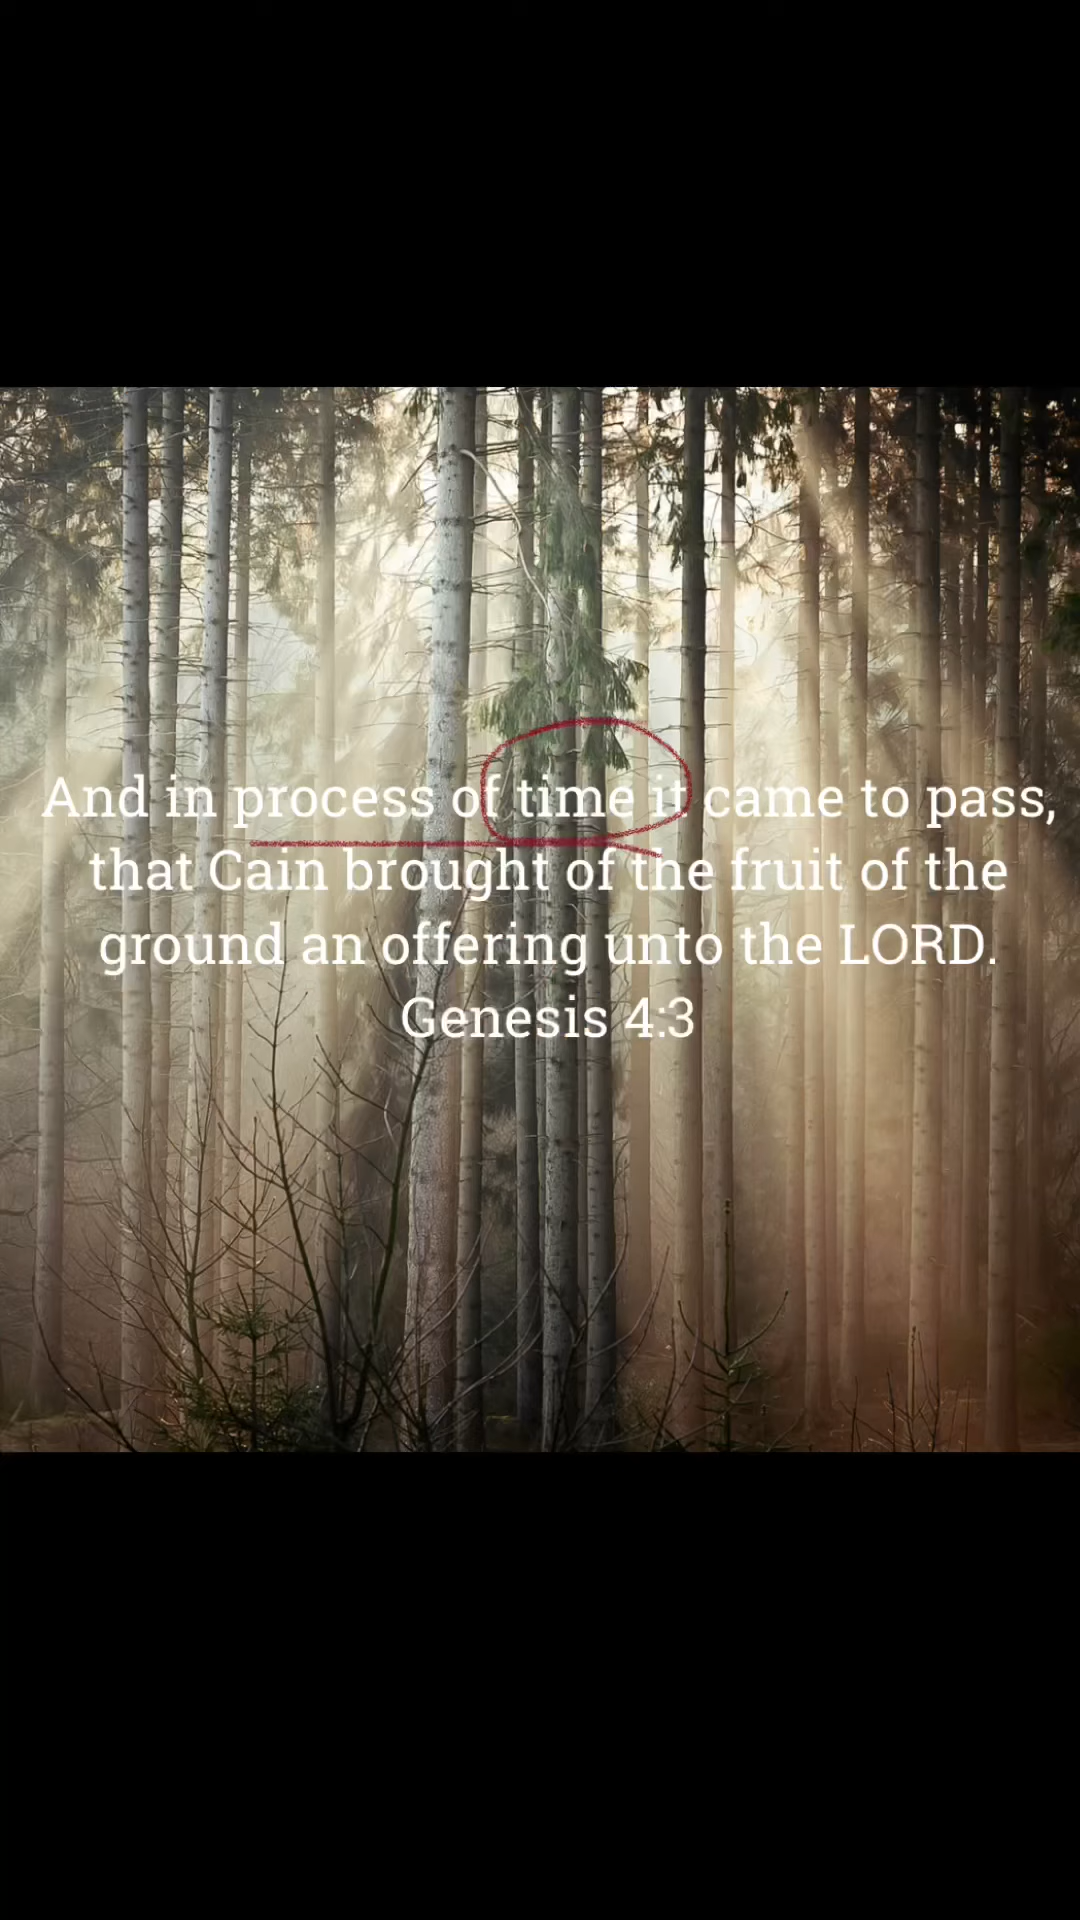 And in process of time it came to pass,
that Cain brought of the fruit of the
ground an offering unto the LORD.
Genesis 4:3